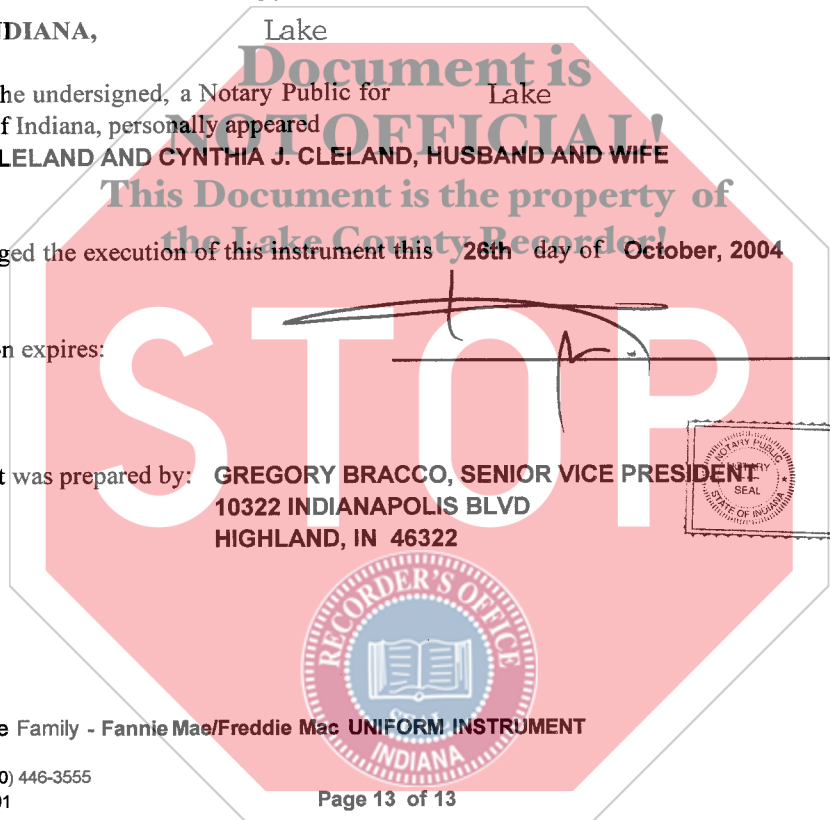 NDIANA, Lake
Document is
he undersigned, a Notary Public for Lake
f Indiana, personally appeared
NOT OFFICIAL!
LELAND AND CYNTHIA J. CLELAND, HUSBAND AND WIFE
This Document is the property of
the Lake County Recorder!
ged the execution of this instrument this 26th day of October, 2004
STOP
n expires:
t was prepared by: GREGORY BRACCO, SENIOR VICE PRESIDENT
10322 INDIANAPOLIS BLVD
HIGHLAND, IN 46322
NOTARY PUBLIC
NOTARY
SEAL
STATE OF INDIANA
RECORDER'S OFFICE
SEAL
INDIANA
e Family - Fannie Mae/Freddie Mac UNIFORM INSTRUMENT
0) 446-3555
01
Page 13 of 13